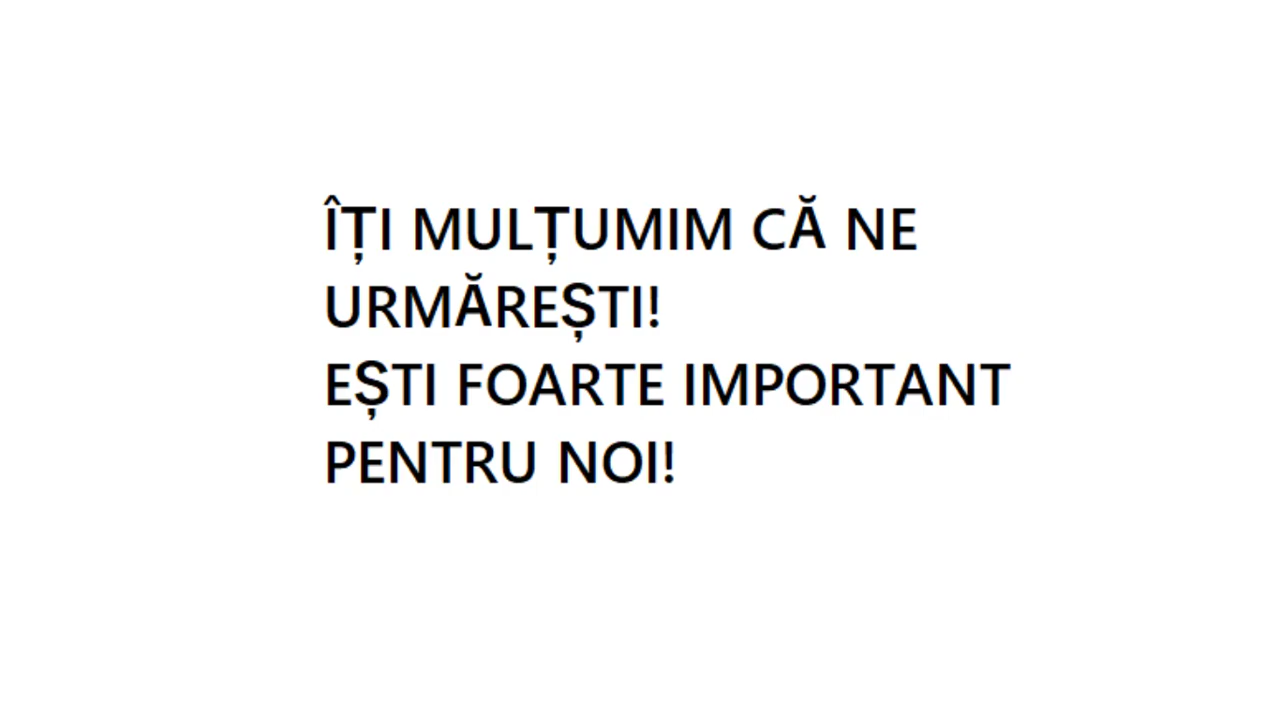 ÎȚI MULȚUMIM CĂ NE
URMĂREȘTI!
EȘTI FOARTE IMPORTANT
PENTRU NOI!